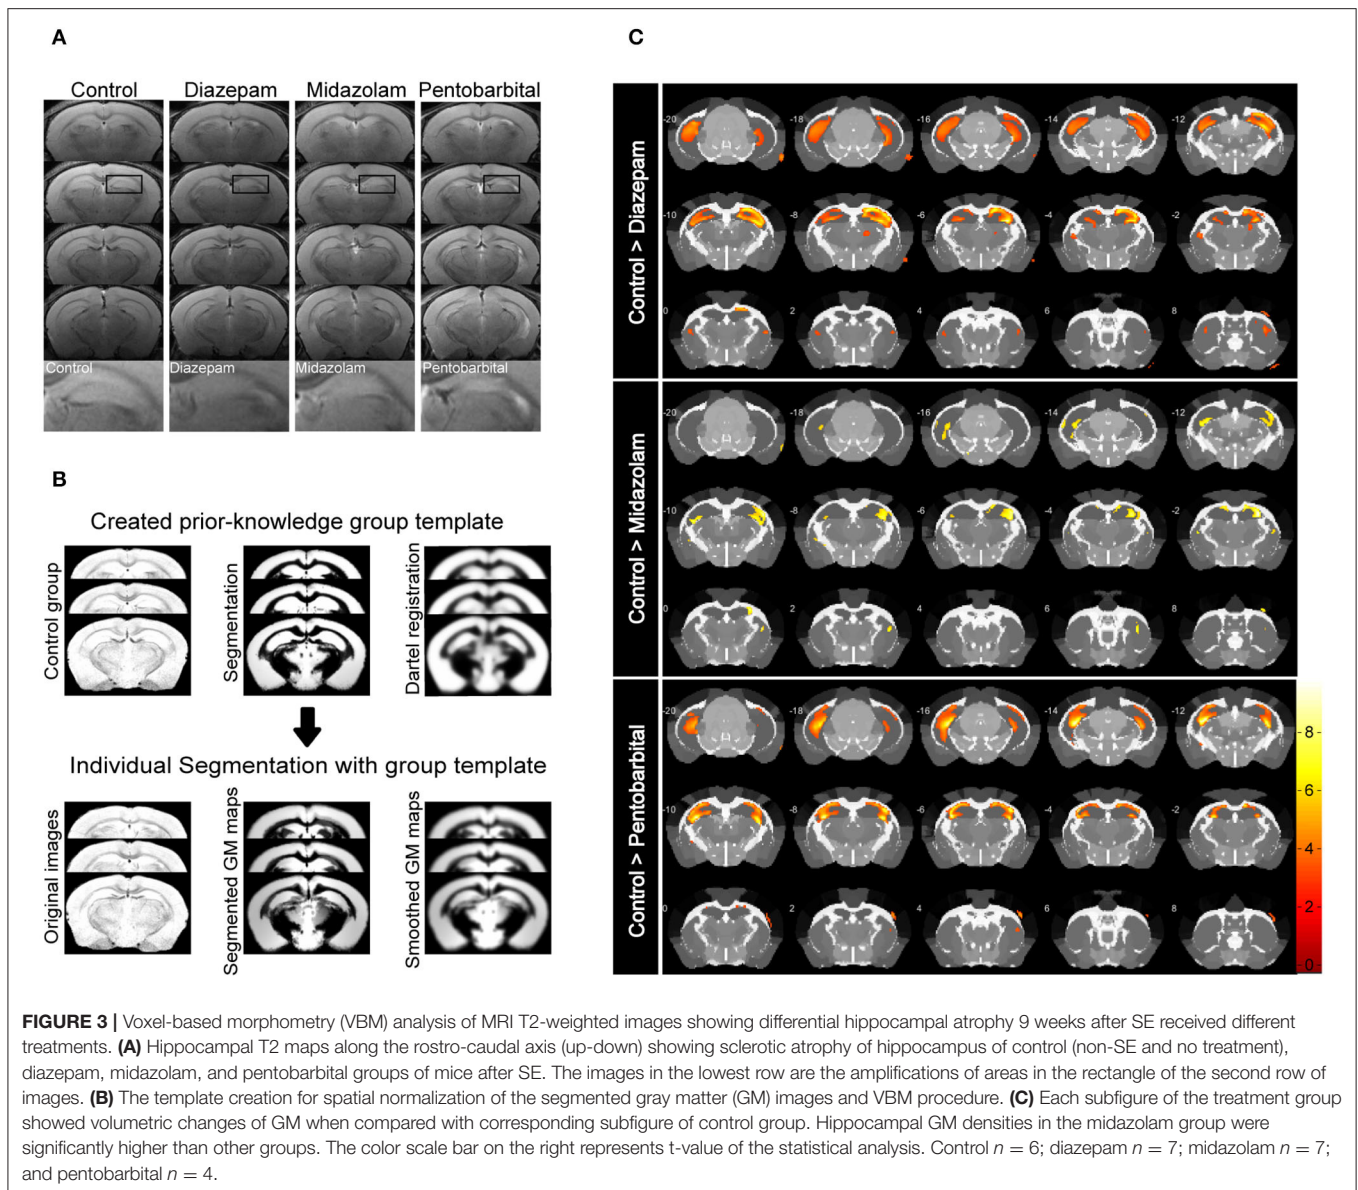 A
Control
Diazepam
Midazolam
Pentobarbital
Control
Diazepam
Midazolam
Pentobarbital
B
Created prior-knowledge group template
Control group
Segmentation
Dartel registration
Individual Segmentation with group template
Original images
Segmented GM maps
Smoothed GM maps
C
Control > Diazepam
-20
-18
-16
-14
-12
-10
-8
-6
-4
-2
0
2
4
6
8
Control > Midazolam
-20
-18
-16
-14
-12
-10
-8
-6
-4
-2
0
2
4
6
8
Control > Pentobarbital
-20
-18
-16
-14
-12
-10
-8
-6
-4
-2
0
2
4
6
8
8
6
4
2
0
FIGURE 3 | Voxel-based morphometry (VBM) analysis of MRI T2-weighted images showing differential hippocampal atrophy 9 weeks after SE received different
treatments. (A) Hippocampal T2 maps along the rostro-caudal axis (up-down) showing sclerotic atrophy of hippocampus of control (non-SE and no treatment),
diazepam, midazolam, and pentobarbital groups of mice after SE. The images in the lowest row are the amplifications of areas in the rectangle of the second row of
images. (B) The template creation for spatial normalization of the segmented gray matter (GM) images and VBM procedure. (C) Each subfigure of the treatment group
showed volumetric changes of GM when compared with corresponding subfigure of control group. Hippocampal GM densities in the midazolam group were
significantly higher than other groups. The color scale bar on the right represents t-value of the statistical analysis. Control n = 6; diazepam n = 7; midazolam n = 7;
and pentobarbital n = 4.